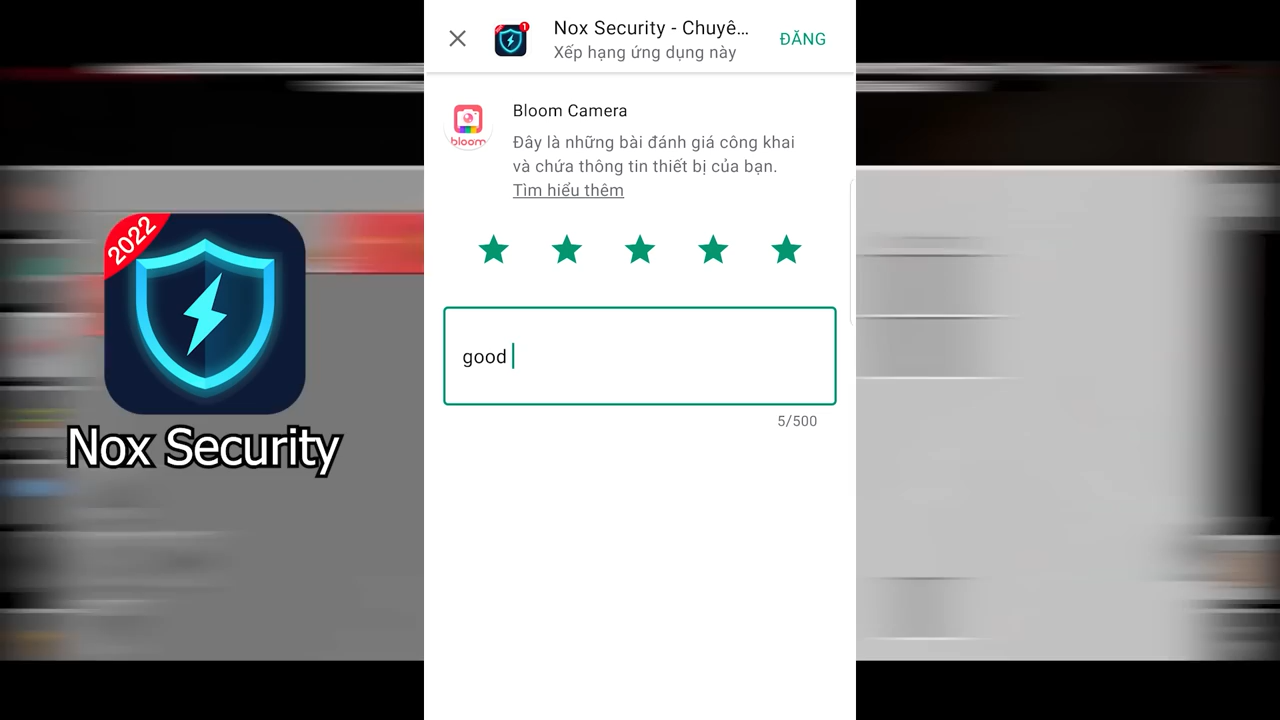 Nox Security - Chuyê...
Xếp hạng ứng dụng này
ĐĂNG
1
Bloom Camera
Đây là những bài đánh giá công khai
và chứa thông tin thiết bị của bạn.
Tìm hiểu thêm
bloom
good
5/500
2022
Nox Security